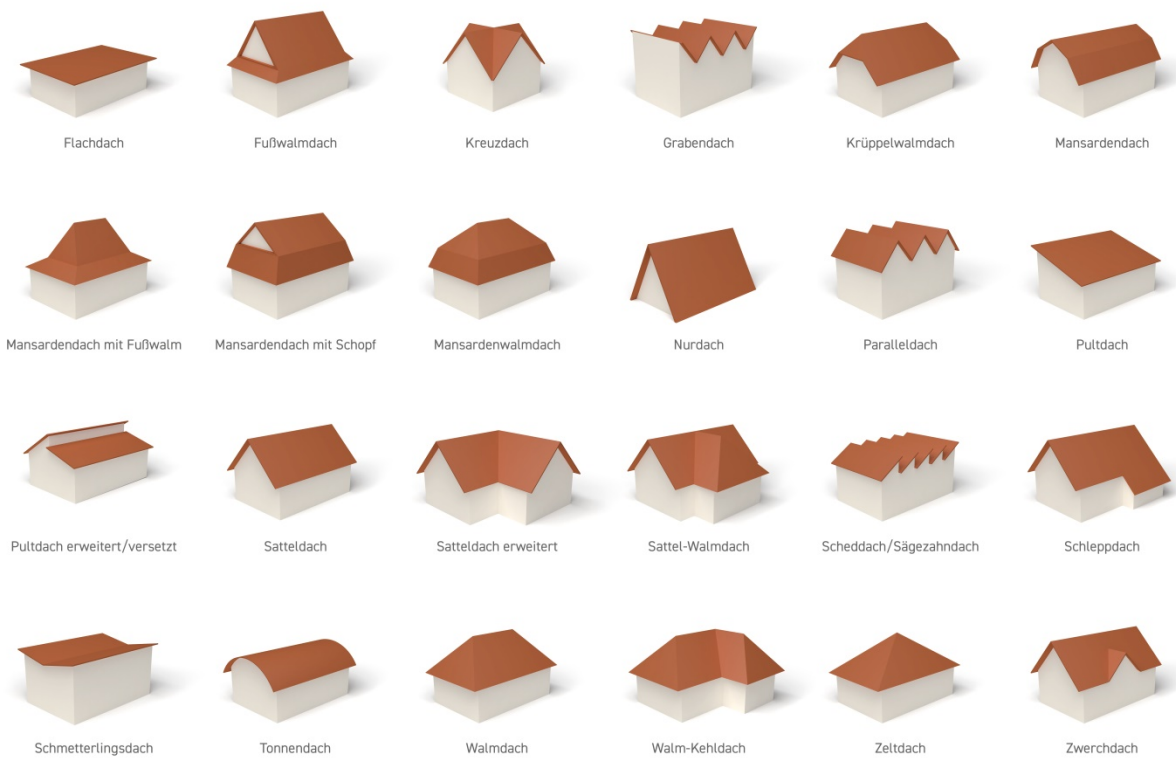 Flachdach
Fußwalmdach
Kreuzdach
Grabendach
Krüppelwalmdach
Mansardendach
Mansardendach mit Fußwalm
Mansardendach mit Schopf
Mansardenwalmdach
Nurdach
Paralleldach
Pultdach
Pultdach erweitert/versetzt
Satteldach
Satteldach erweitert
Sattel-Walmdach
Scheddach/Sägezahndach
Schleppdach
Schmetterlingsdach
Tonnendach
Walmdach
Walm-Kehldach
Zeltdach
Zwerchdach